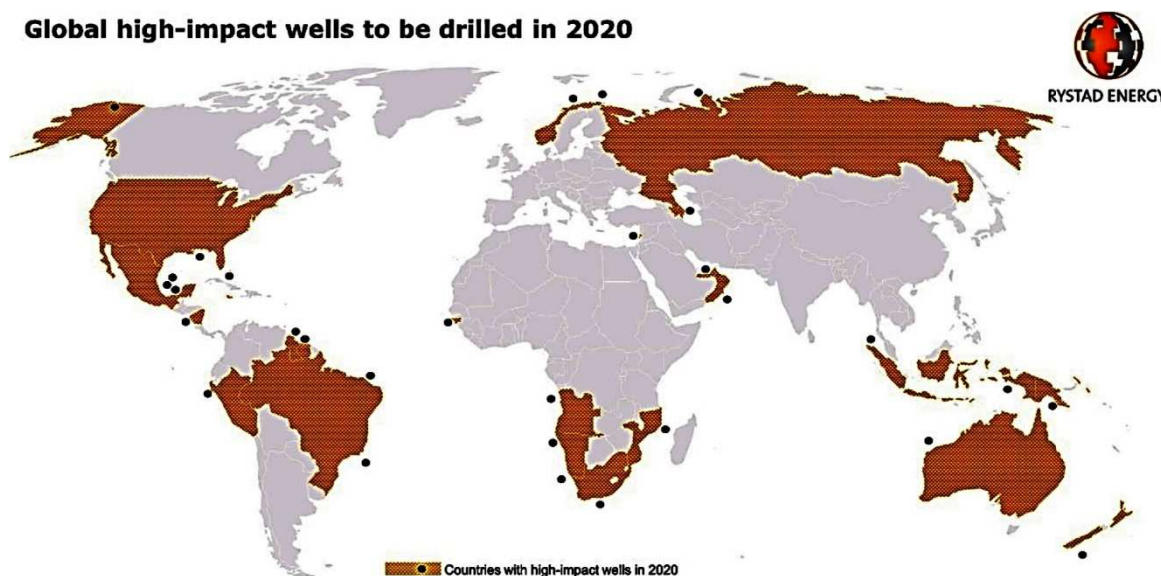 Global high-impact wells to be drilled in 2020
RYSTAD ENERGY
Countries with high-impact wells in 2020